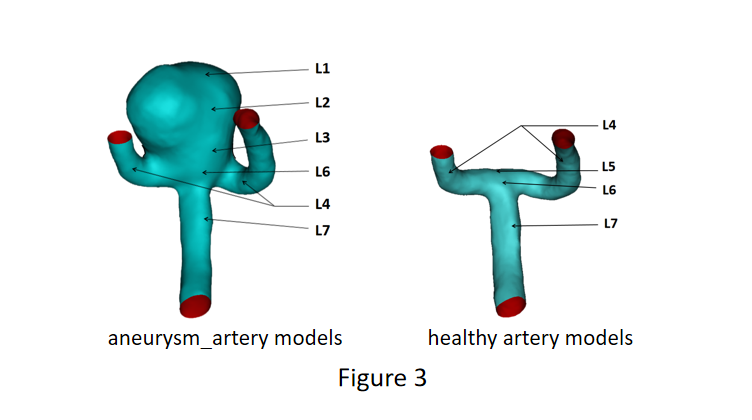 L1
L2
L3
L6
L4
L7
L4
L5
L6
L7
aneurysm_artery models
healthy artery models
Figure 3